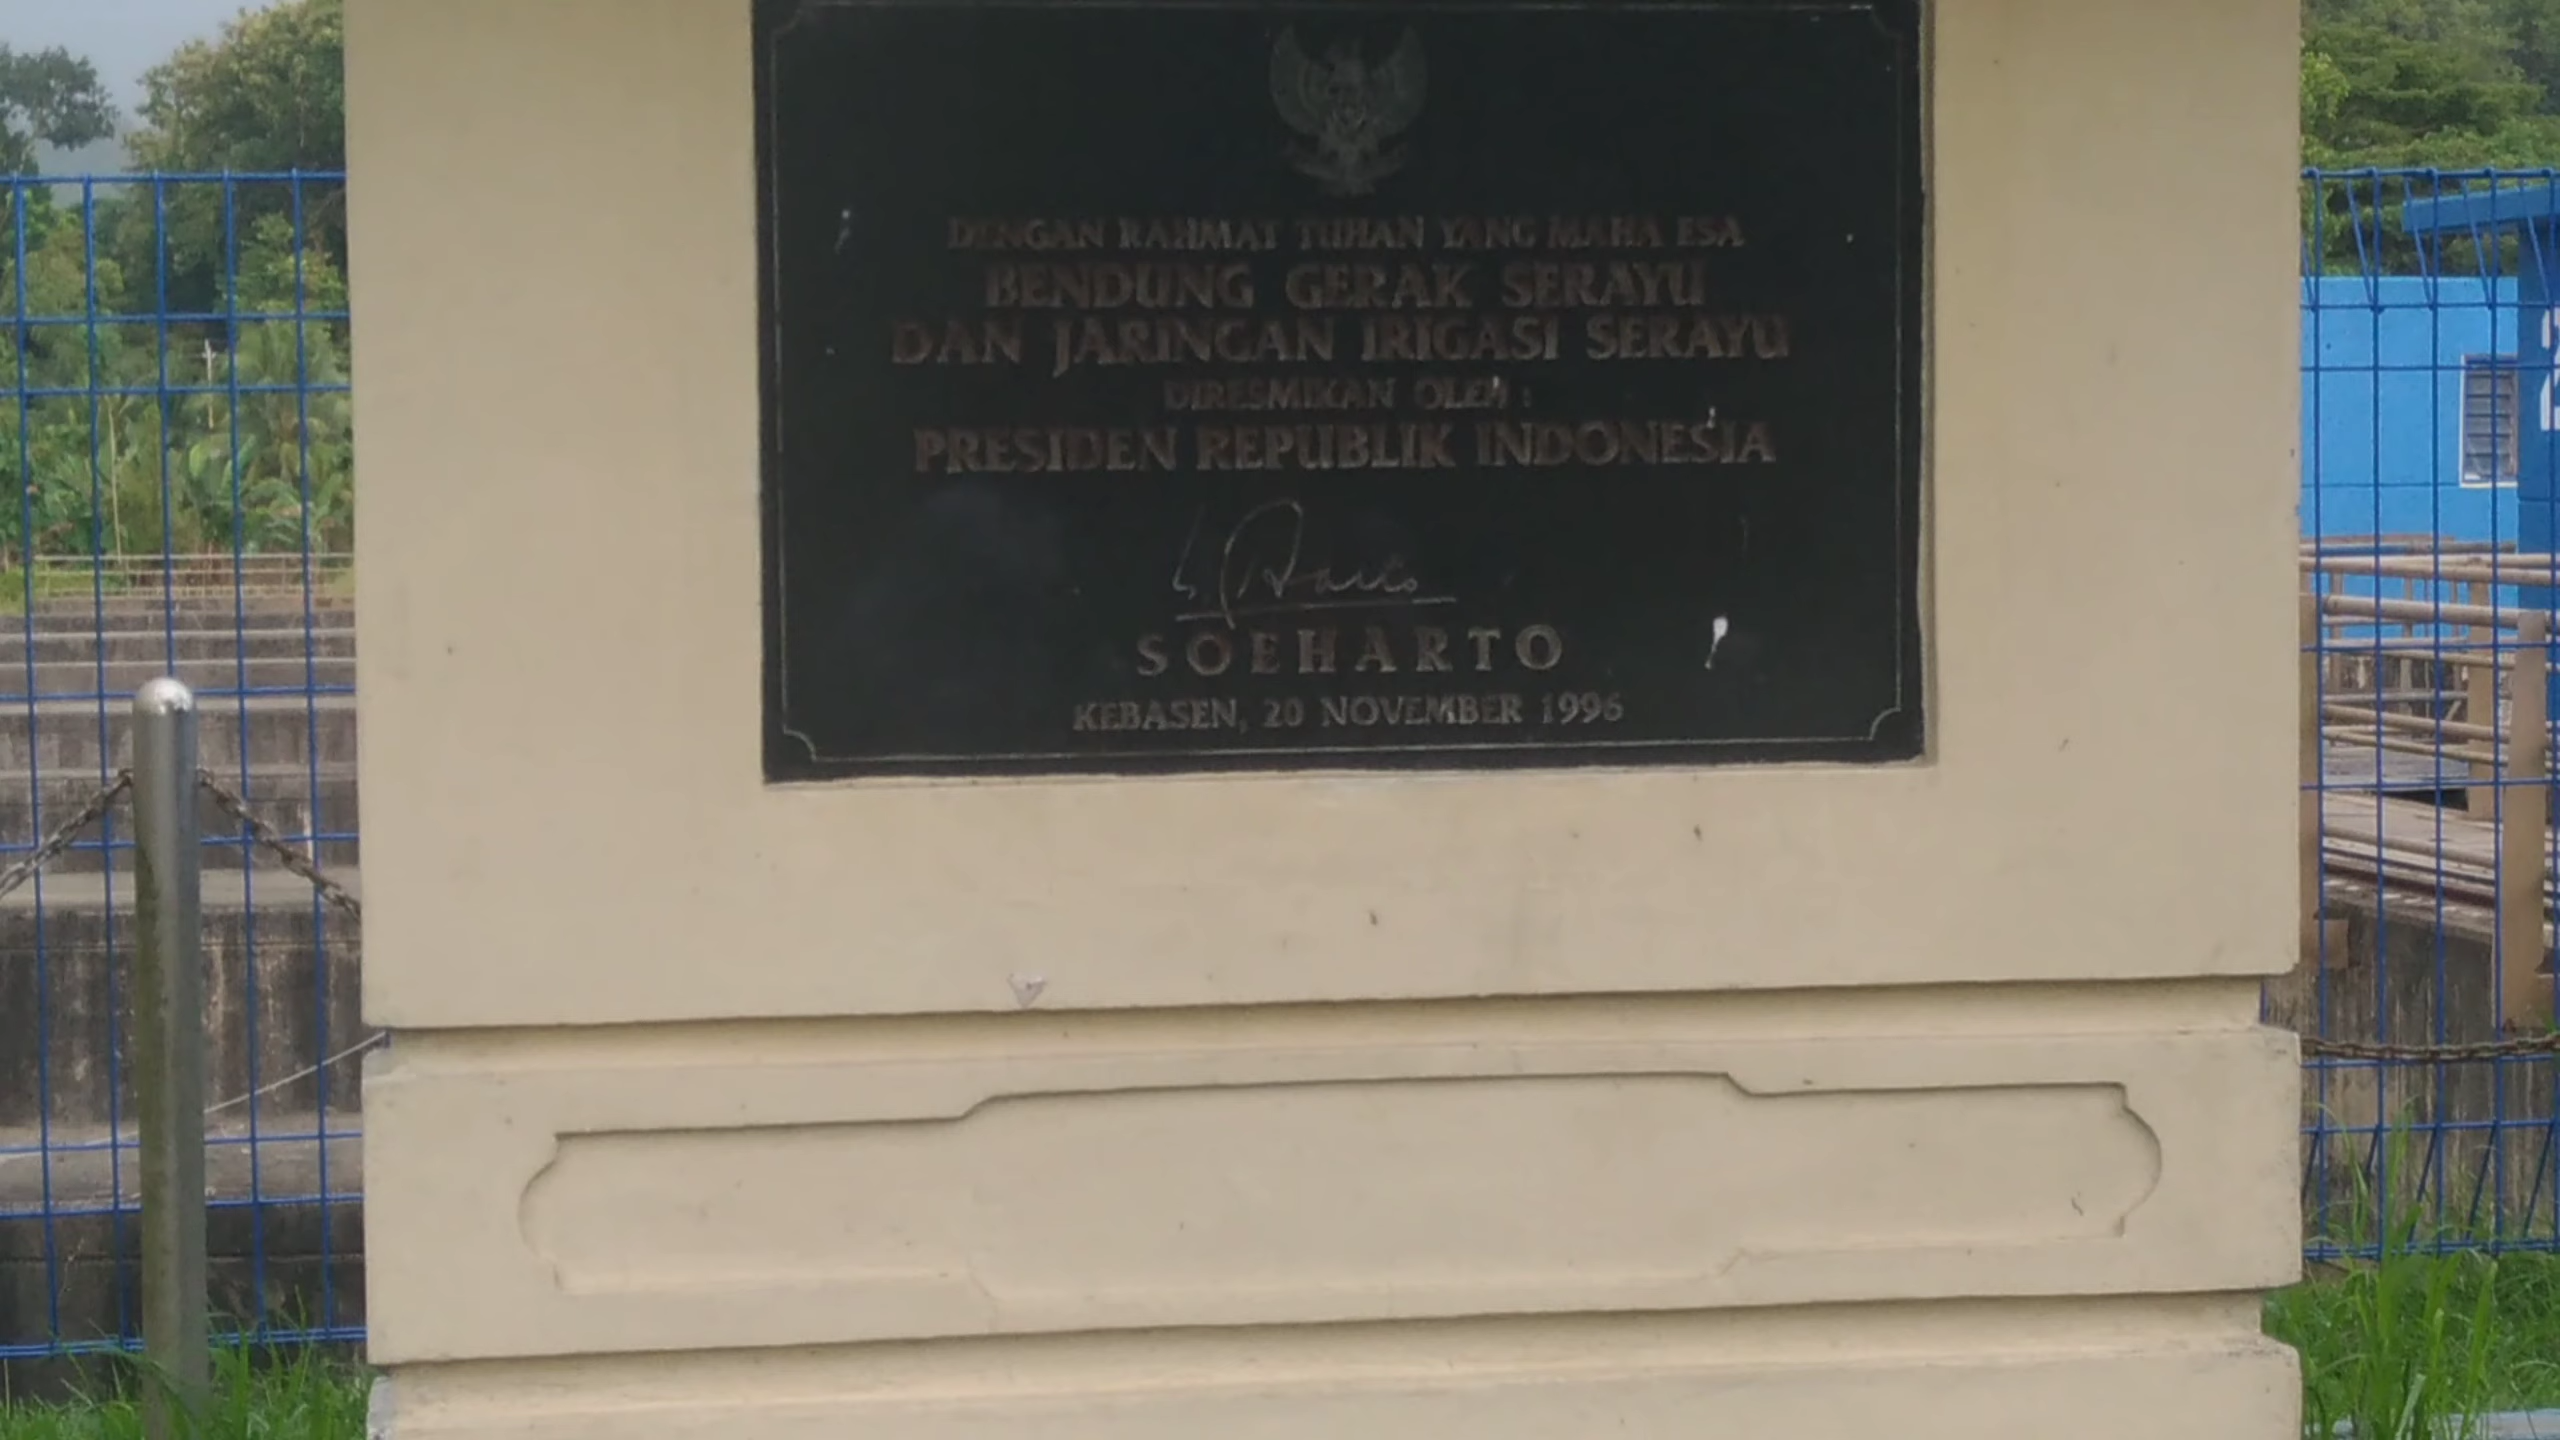 DENGAN RAHMAT TUHAN YANG MAHA ESA
BENDUNG GERAK SERAYU
DAN JARINGAN IRIGASI SERAYU
DIRESMIKAN OLEH :
PRESIDEN REPUBLIK INDONESIA
SOEHARTO
KEBASEN, 20 NOVEMBER 1996